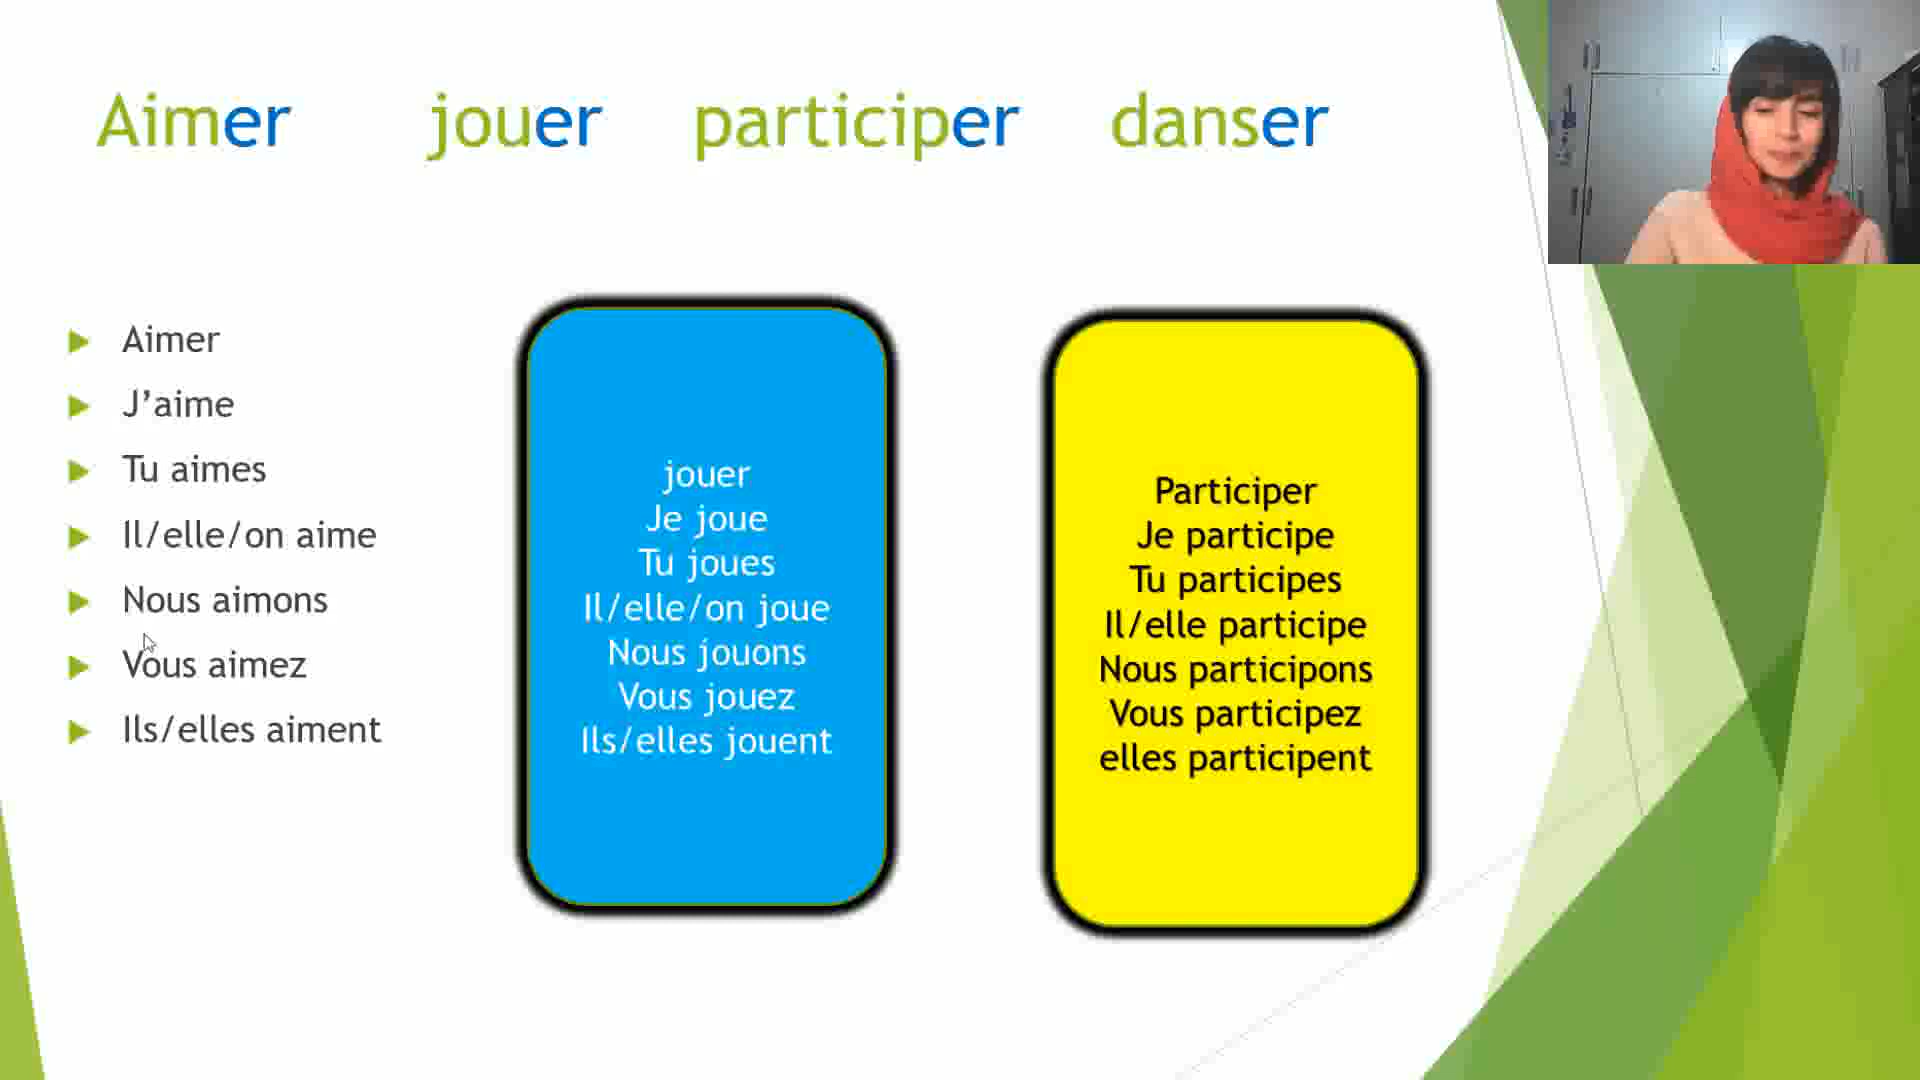 Aimer jouer participer danser
Aimer
J'aime
Tu aimes
Il/elle/on aime
Nous aimons
Vous aimez
Ils/elles aiment
jouer
Je joue
Tu joues
Il/elle/on joue
Nous jouons
Vous jouez
Ils/elles jouent
Participer
Je participe
Tu participes
Il/elle participe
Nous participons
Vous participez
elles participent